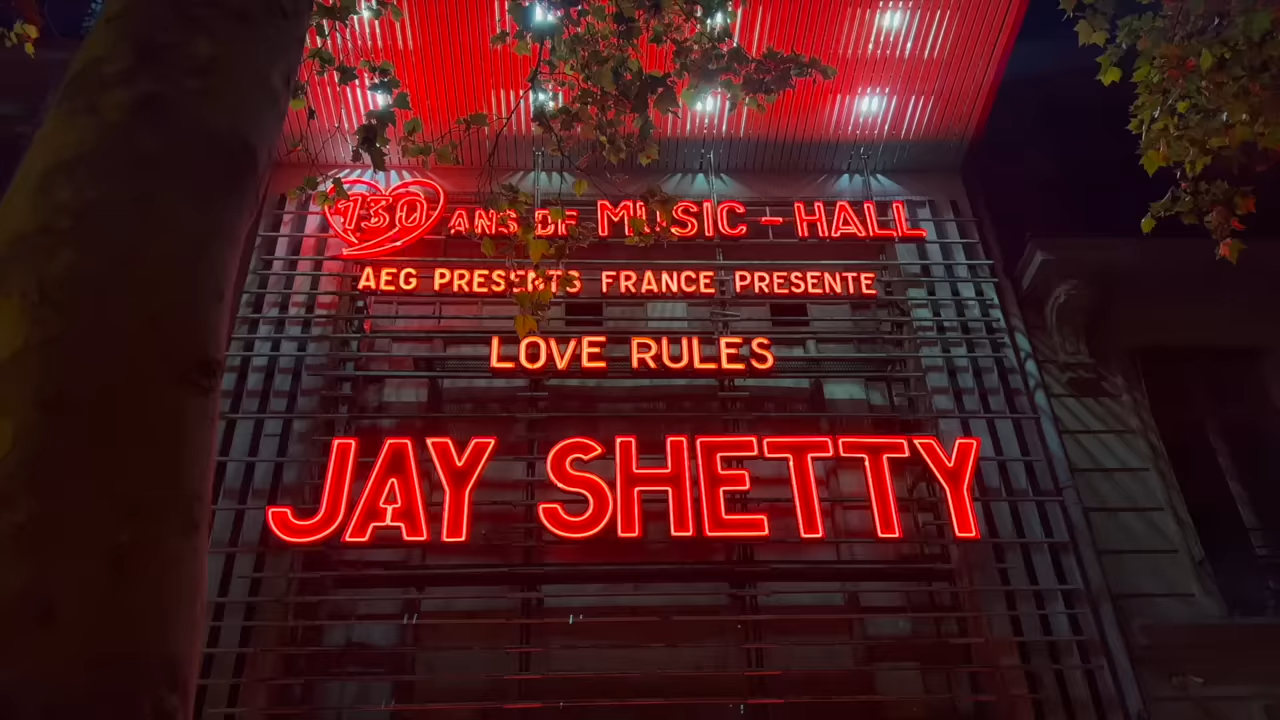 130 ANS DE MUSIC-HALL
AEG PRESENTS FRANCE PRESENTE
LOVE RULES
JAY SHETTY